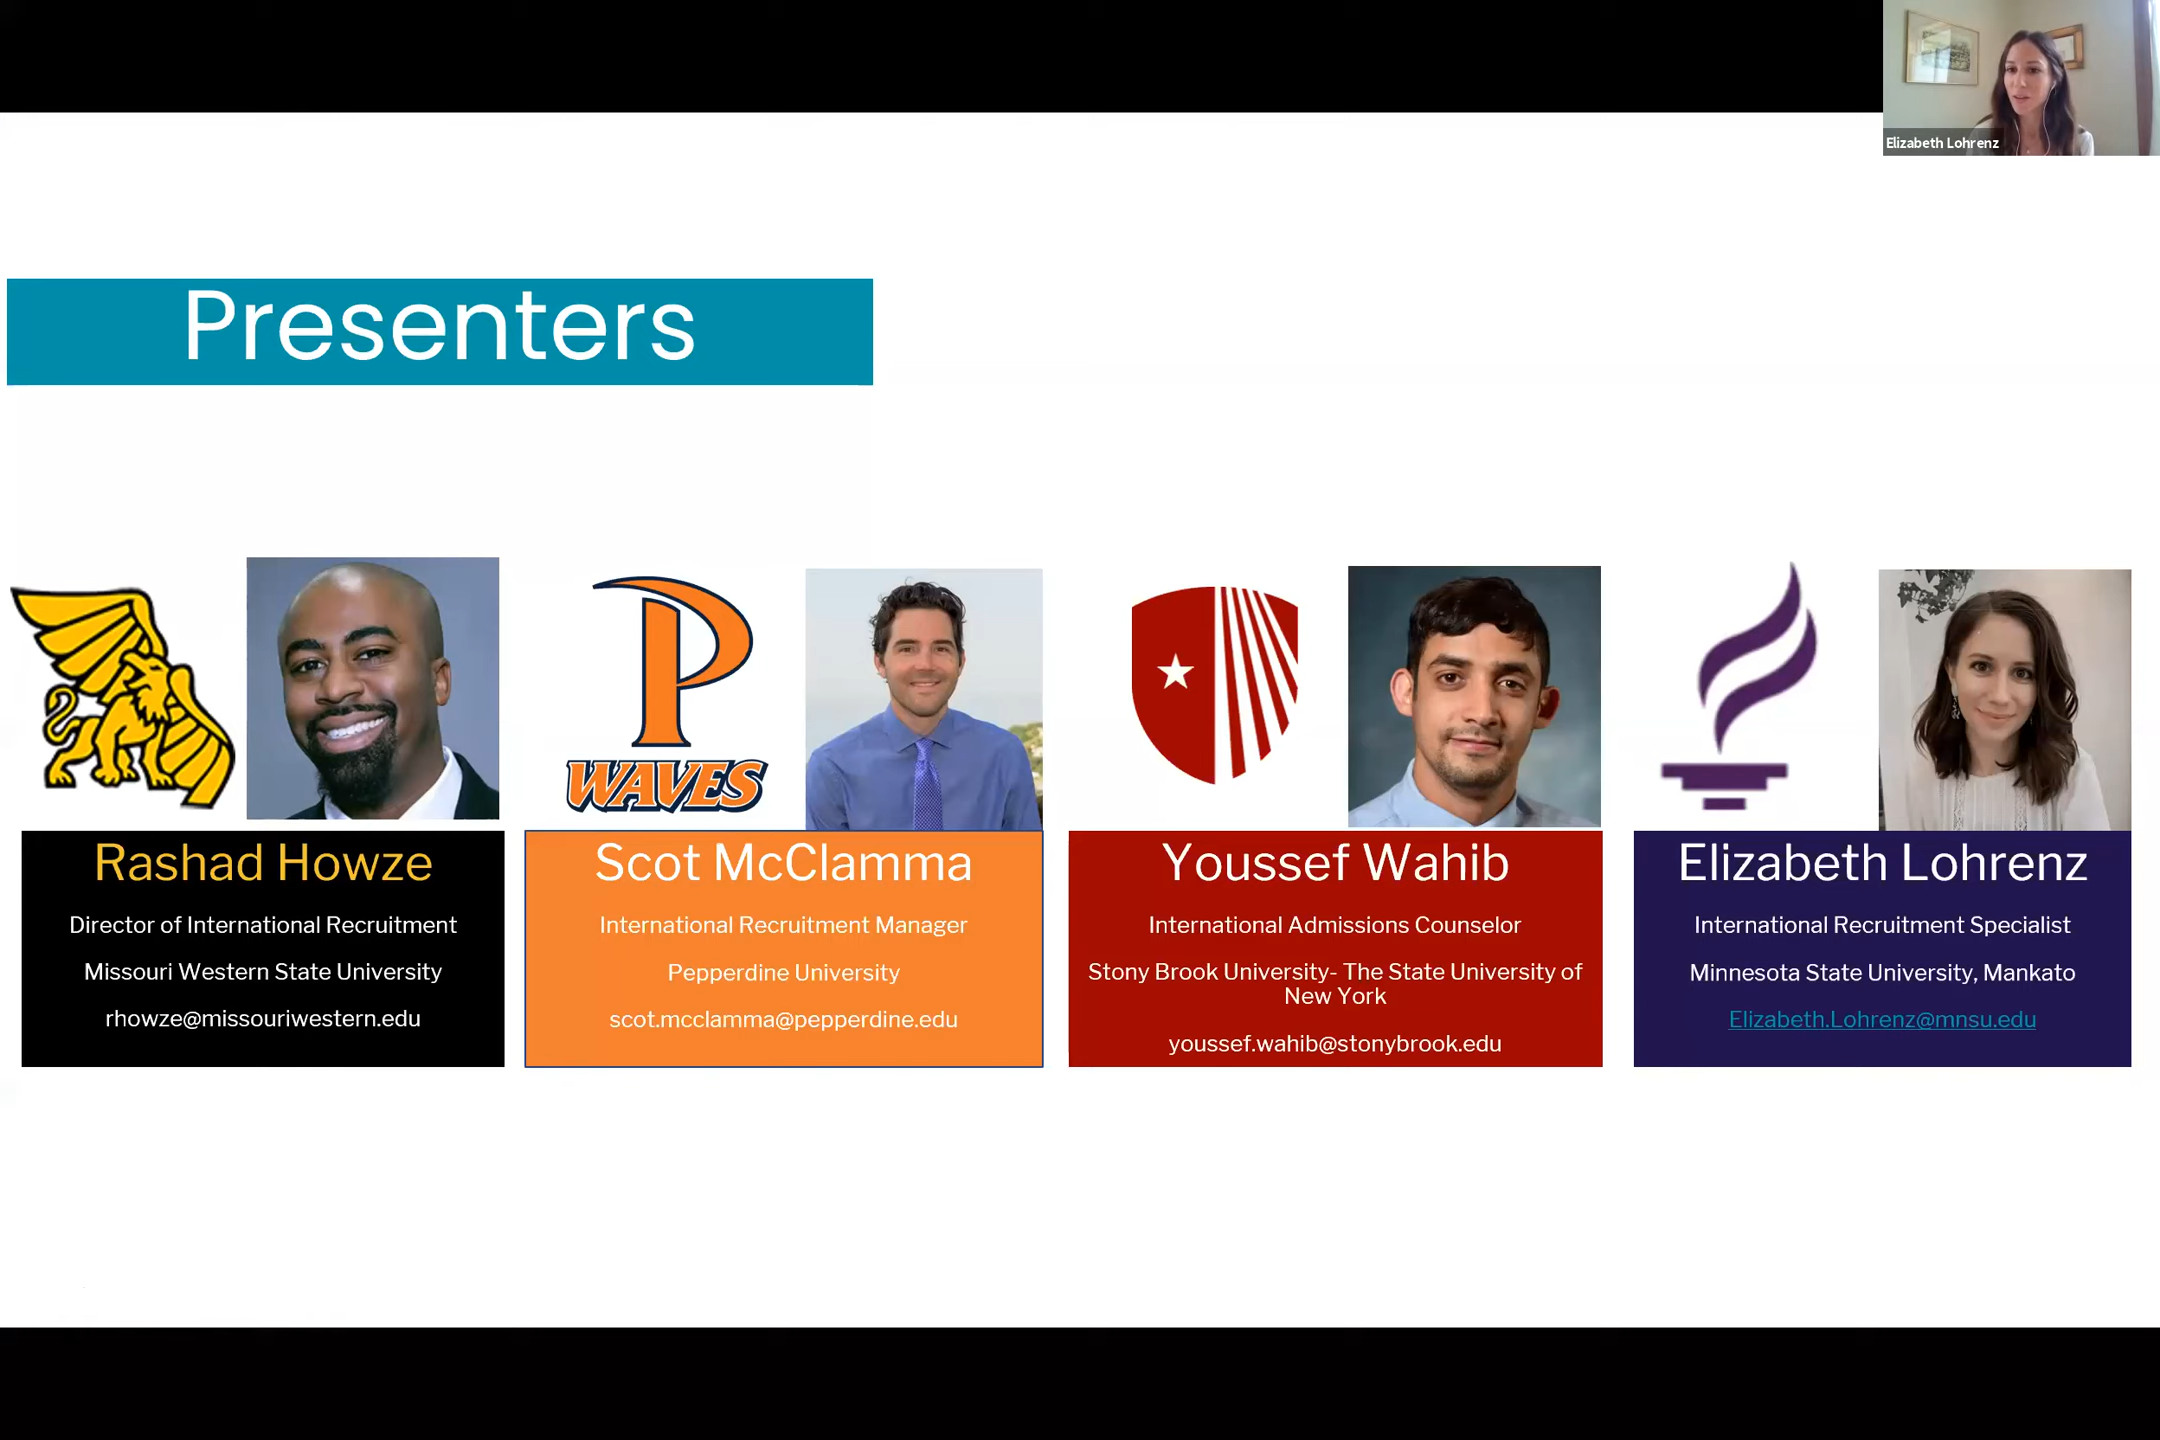 Elizabeth Lohrenz
Presenters
P
WAVES
Rashad Howze
Director of International Recruitment
Missouri Western State University
rhowze@missouriwestern.edu
Scot McClamma
International Recruitment Manager
Pepperdine University
scot.mcclamma@pepperdine.edu
Youssef Wahib
International Admissions Counselor
Stony Brook University- The State University of
New York
youssef.wahib@stonybrook.edu
Elizabeth Lohrenz
International Recruitment Specialist
Minnesota State University, Mankato
Elizabeth.Lohrenz@mnsu.edu